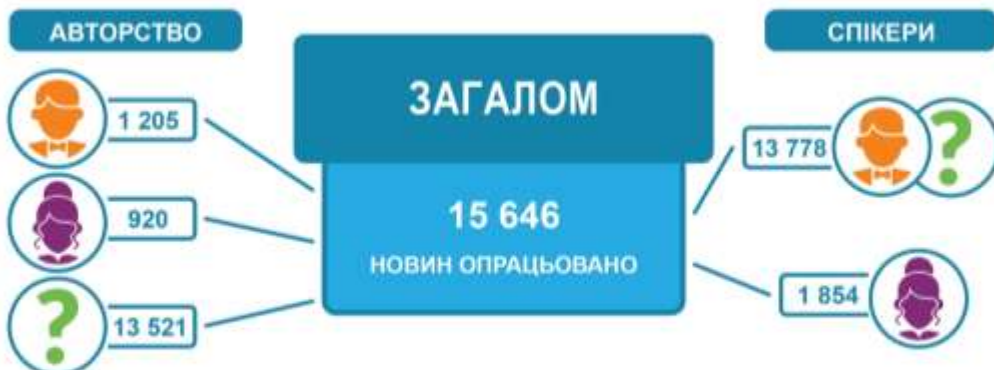 АВТОРСТВО
1 205
920
?
13 521
ЗАГАЛОМ
15 646
НОВИН ОПРАЦЬОВАНО
СПІКЕРИ
13 778
?
1 854